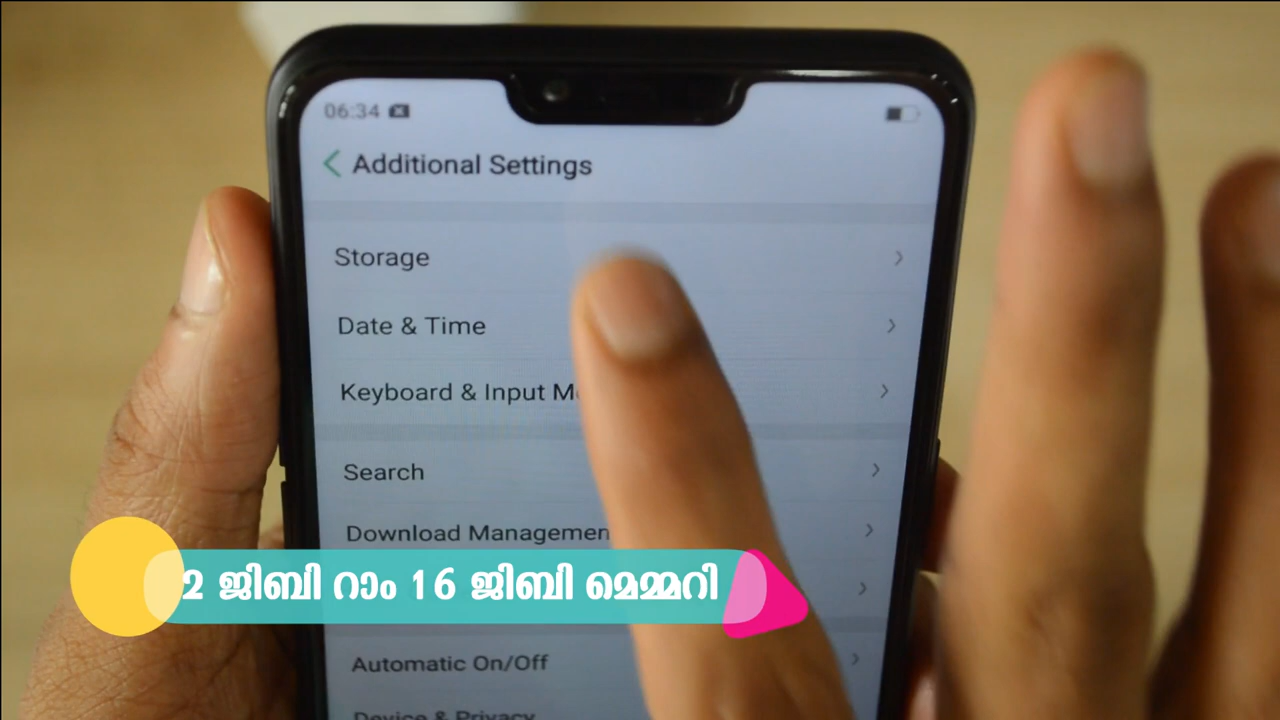 06:34
Additional Settings
Storage
Date & Time
Keyboard & Input
Search
Download
2 ജിബി റാം 16 ജിബി മെമ്മറി
Automatic On/Off
Device & Privacy